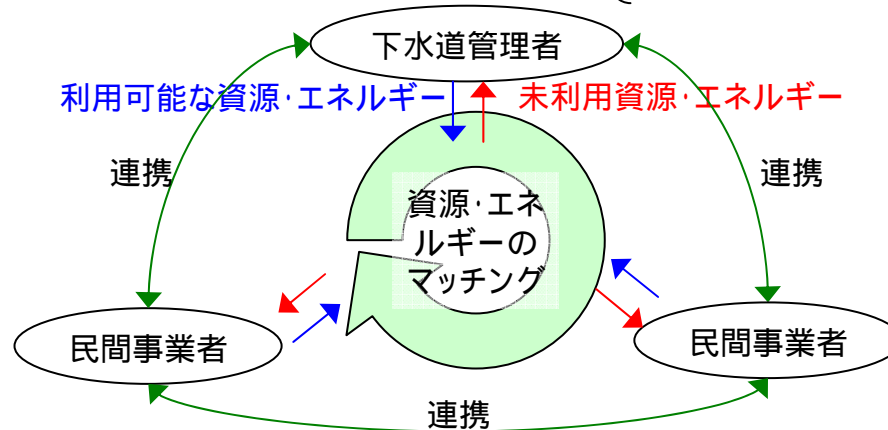 下水道管理者
利用可能な資源・エネルギー
未利用資源・エネルギー
連携
連携
資源・エネ
ルギーの
マッチング
民間事業者
民間事業者
連携